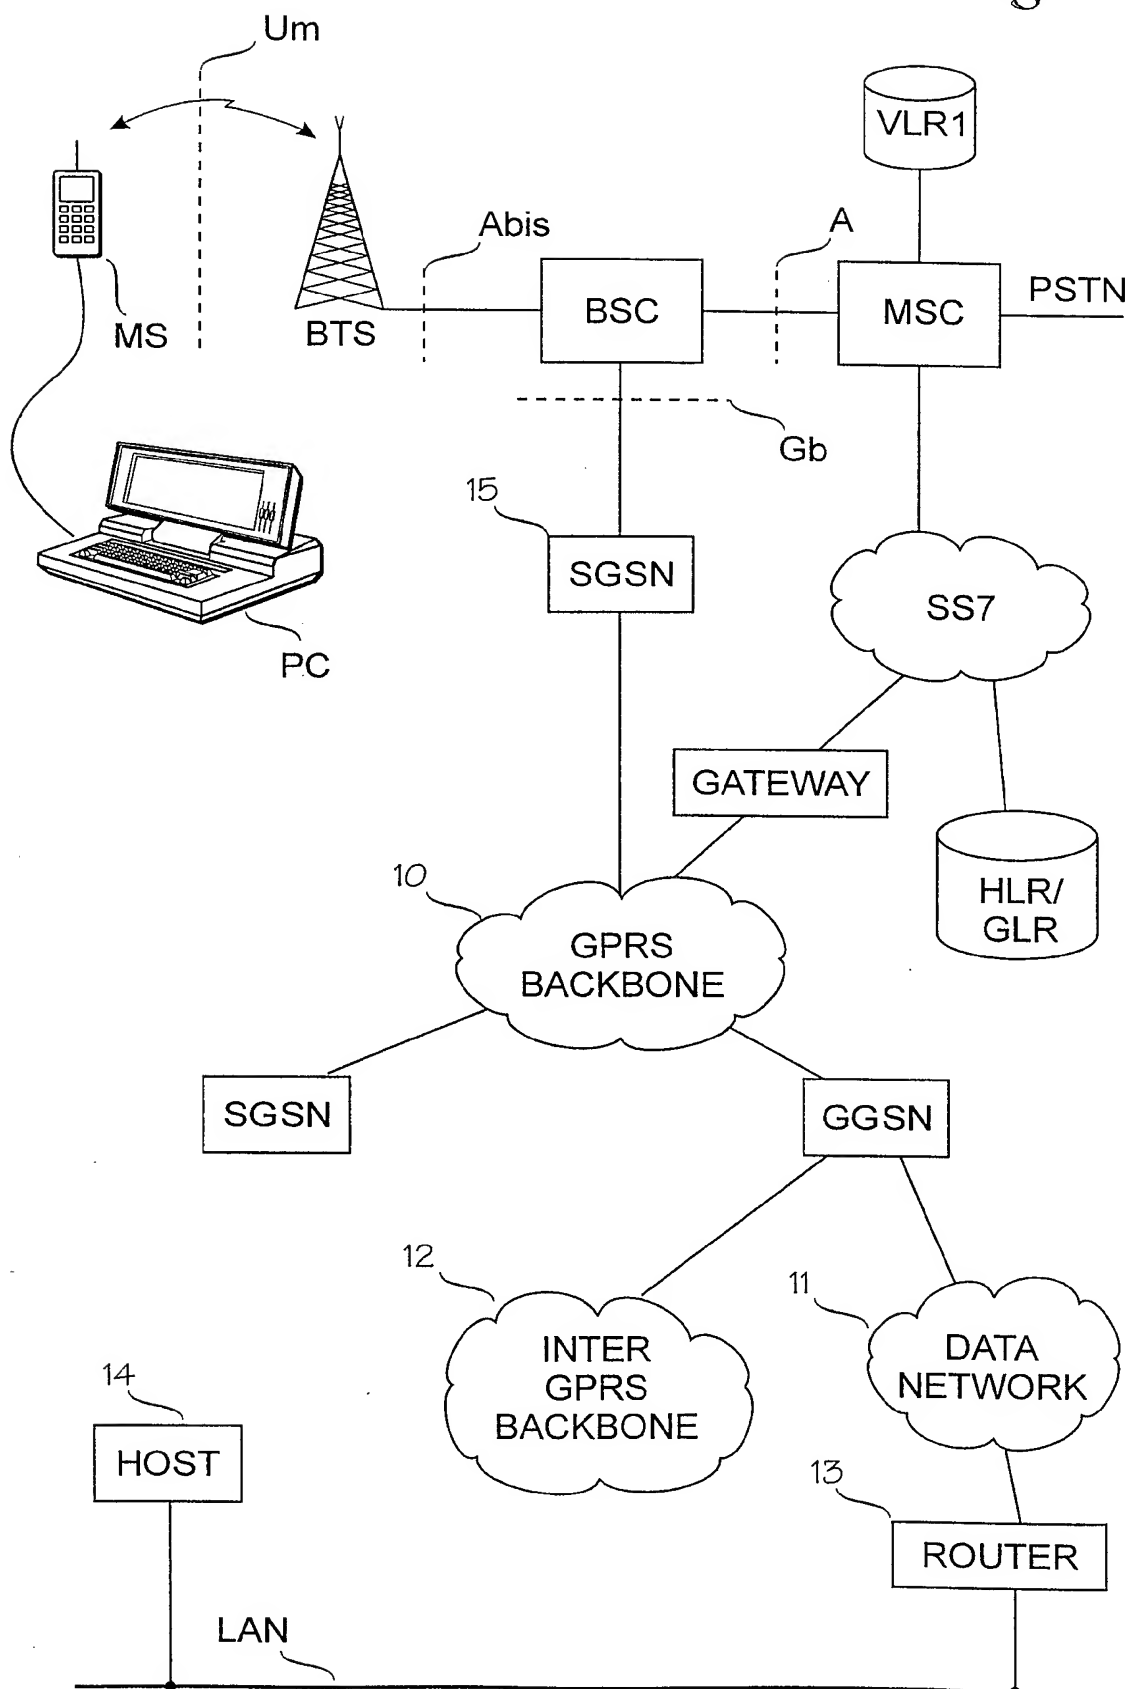 Um
VLR1
Abis
A
PSTN
MS
BTS
BSC
MSC
Gb
15
SGSN
SS7
PC
GATEWAY
10
HLR/
GLR
GPRS
BACKBONE
SGSN
GGSN
12
11
INTER
GPRS
BACKBONE
DATA
NETWORK
14
HOST
13
ROUTER
LAN